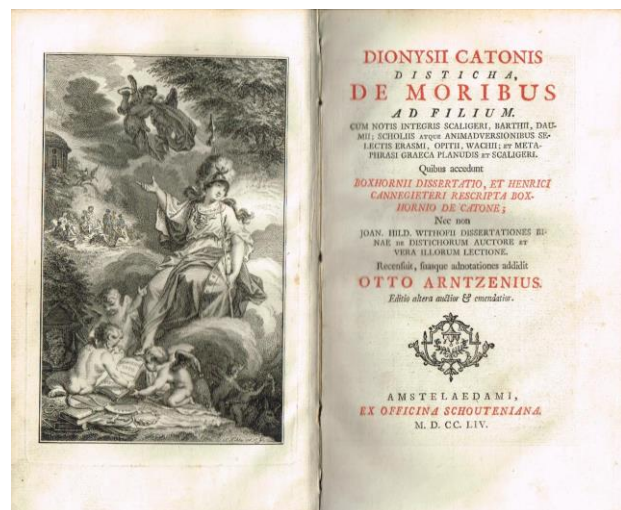 DIONYSII CATONIS
DISTICHA,
DE MORIBUS
AD FILIUM.
CUM NOTIS INTEGRIS SCALIGERI, BARTHII, DAU-
MII; SCHOLIIS ATQUE ANIMADVERSIONIBUS SE-
LECTIS ERASMI, OPITII, WACHII; ET META-
PHRASI GRAECA PLANUDIS ET SCALIGERI.
Quibus accedunt
BOXHORNII DISSERTATIO, ET HENRICI
CANNEGIETERI RESCRIPTA BOX-
HORNIO DE CATONE;
Nec non
JOAN. HILD. WITHOFII DISSERTATIONES BI-
NAE DE DISTICHORUM AUCTORE ET
VERA ILLORUM LECTIONE.
Recensuit, suasque adnotationes addidit
OTTO ARNTZENIUS.
Editio altera auctior & emendatior.
AMSTELAEDAMI,
EX OFFICINA SCHOUTENIANA.
M. D. CC. LIV.